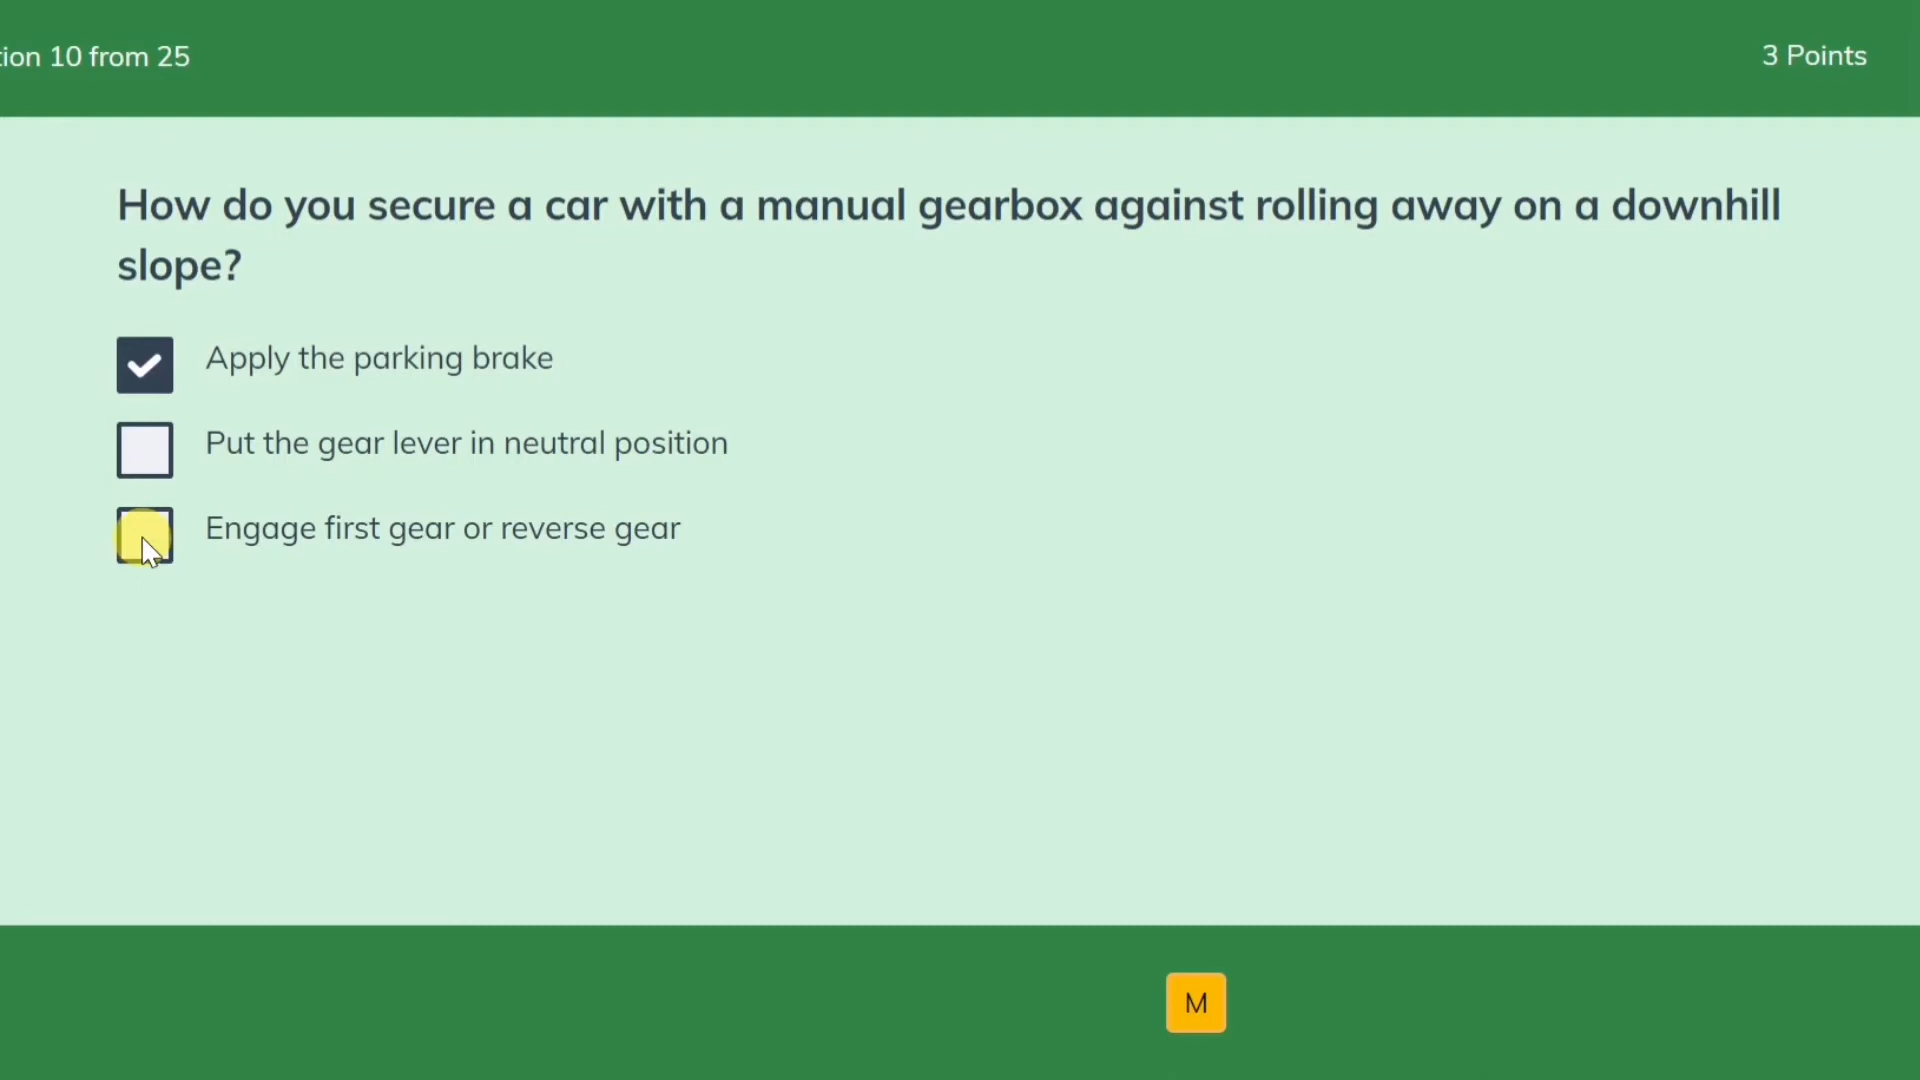 tion 10 from 25
3 Points
How do you secure a car with a manual gearbox against rolling away on a downhill
slope?
Apply the parking brake
Put the gear lever in neutral position
Engage first gear or reverse gear
M